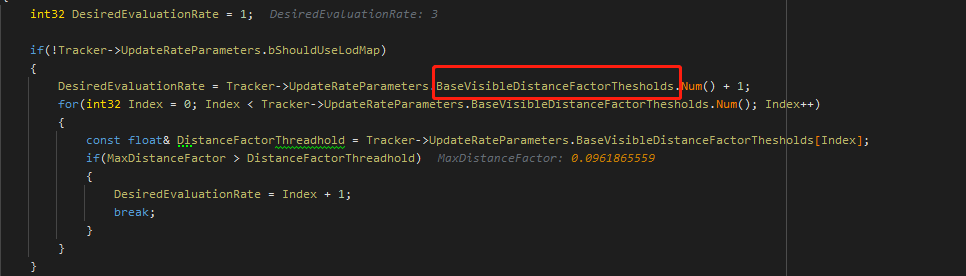 {
int32 DesiredEvaluationRate = 1;  DesiredEvaluationRate: 3
if(!Tracker->UpdateRateParameters.bShouldUseLodMap)
{
DesiredEvaluationRate = Tracker->UpdateRateParameters.BaseVisibleDistanceFactorThesholds.Num() + 1;
for(int32 Index = 0; Index < Tracker->UpdateRateParameters.BaseVisibleDistanceFactorThesholds.Num(); Index++)
{
const float& DistanceFactorThreadhold = Tracker->UpdateRateParameters.BaseVisibleDistanceFactorThesholds[Index];
if(MaxDistanceFactor > DistanceFactorThreadhold)  MaxDistanceFactor: 0.0961865559
{
DesiredEvaluationRate = Index + 1;
break;
}
}
}